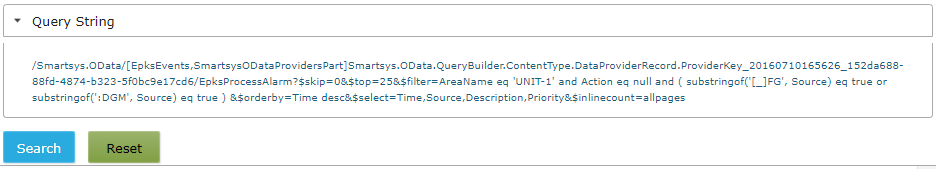 Query String
/Smartsys.OData/[EpksEvents,SmartsysODataProvidersPart]Smartsys.OData.QueryBuilder.ContentType.DataProviderRecord.ProviderKey_20160710165626_152da688-
88fd-4874-b323-5f0bc9e17cd6/EpksProcessAlarm?$skip=0&$top=25&$filter=AreaName eq 'UNIT-1' and Action eq null and ( substringof('[_]FG', Source) eq true or
substringof(':DGM', Source) eq true ) &$orderby=Time desc&$select=Time,Source,Description,Priority&$inlinecount=allpages
Search Reset